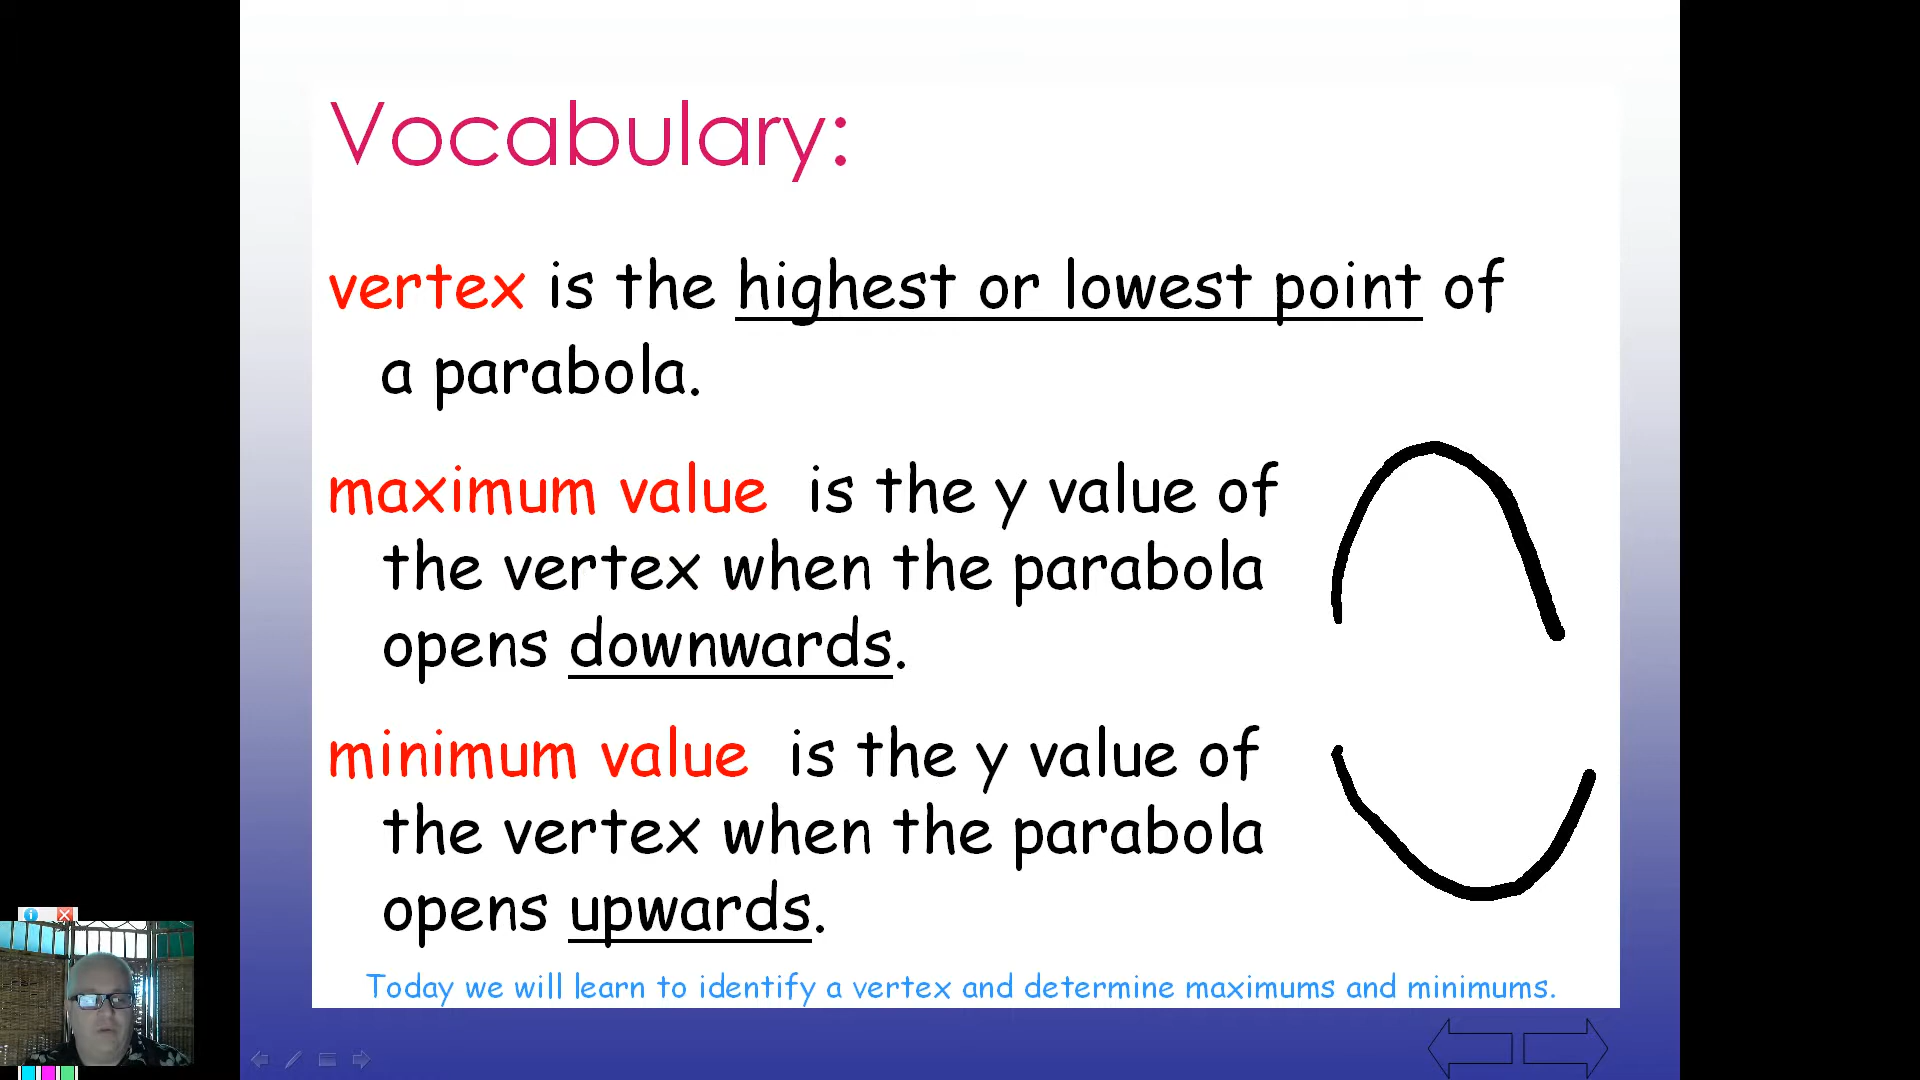 Vocabulary:
vertex is the highest or lowest point of
a parabola.
maximum value is the y value of
the vertex when the parabola
opens downwards.
minimum value is the y value of
the vertex when the parabola
opens upwards.
Today we will learn to identify a vertex and determine maximums and minimums.